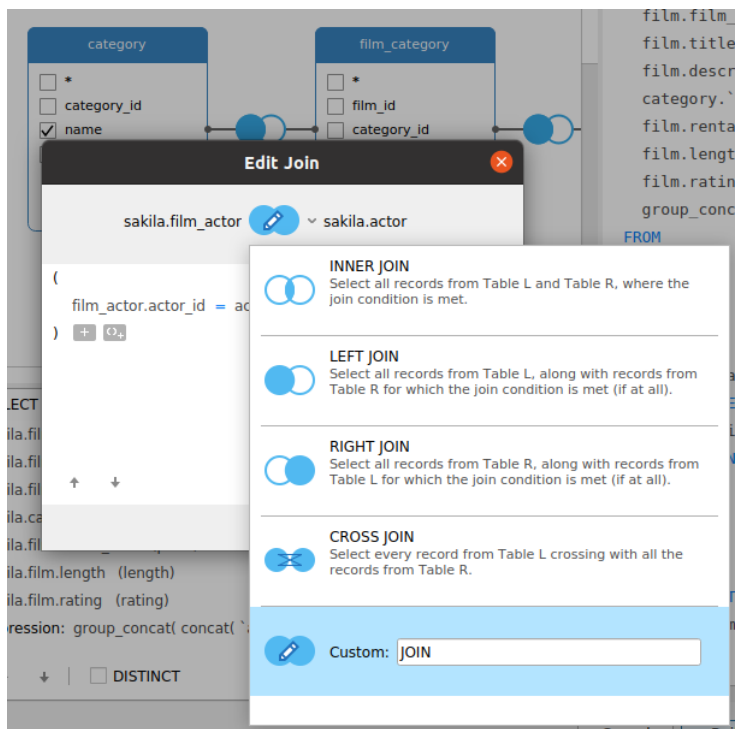 category
film_category
*
category_id
name
*
film_id
category_id
film.film_
film.title
film.descr
category.`
film.renta
film.lengt
film.ratin
group_conc
FROM
Edit Join
sakila.film_actor
sakila.actor
(
film_actor.actor_id = ac
)
INNER JOIN
Select all records from Table L and Table R, where the
join condition is met.
LEFT JOIN
Select all records from Table L, along with records from
Table R for which the join condition is met (if at all).
RIGHT JOIN
Select all records from Table R, along with records from
Table L for which the join condition is met (if at all).
CROSS JOIN
Select every record from Table L crossing with all the
records from Table R.
Custom: JOIN
LECT
ila.fil
ila.fil
ila.fil
ila.ca
ila.fil
ila.film.length (length)
ila.film.rating (rating)
pression: group_concat( concat( `a
DISTINCT